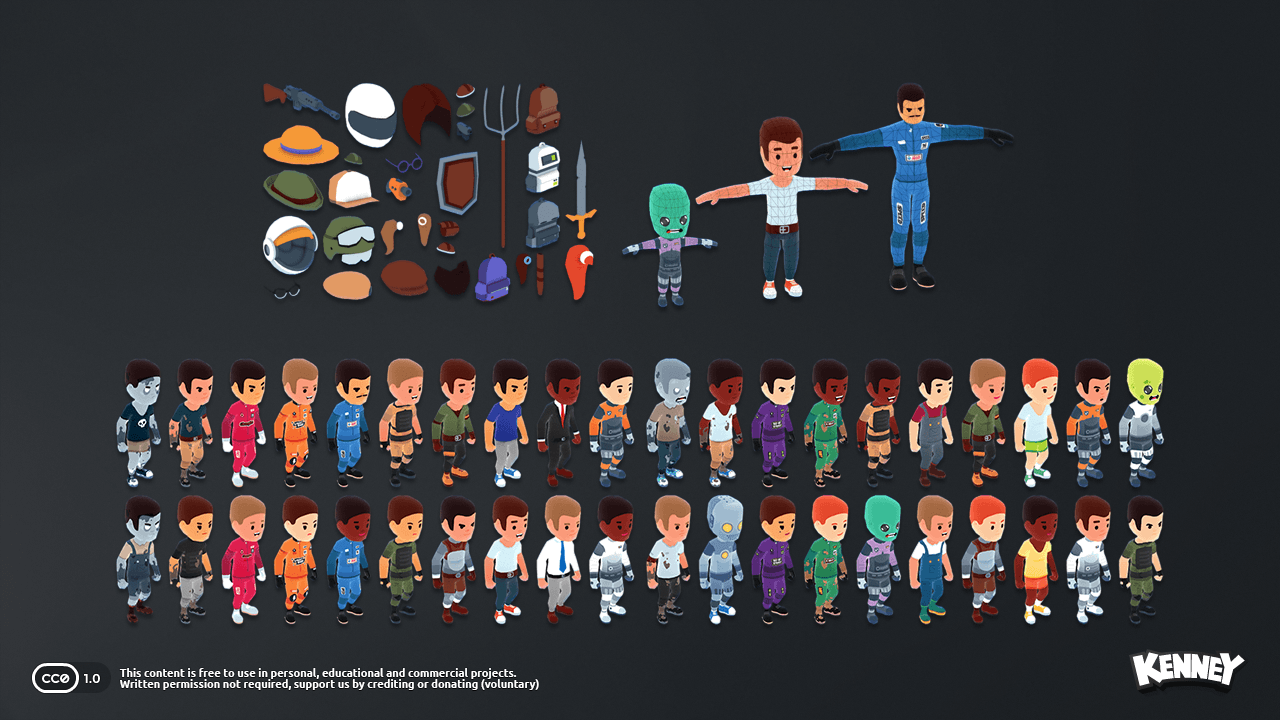 CC0 1.0
This content is free to use in personal, educational and commercial projects.
Written permission not required, support us by crediting or donating (voluntary)
KENNEY